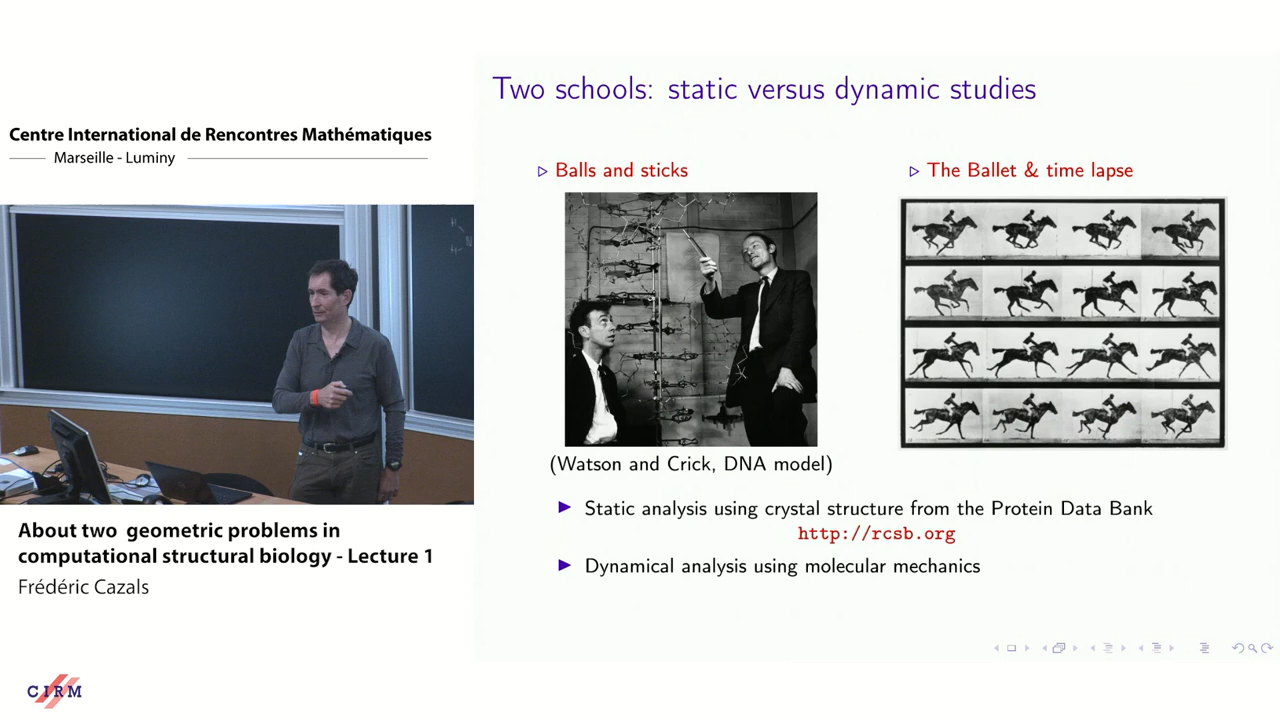 Centre International de Rencontres Mathématiques
Marseille - Luminy
About two geometric problems in
computational structural biology - Lecture 1
Frédéric Cazals
CIRM
Two schools: static versus dynamic studies
Balls and sticks
The Ballet & time lapse
(Watson and Crick, DNA model)
Static analysis using crystal structure from the Protein Data Bank
http://rcsb.org
Dynamical analysis using molecular mechanics